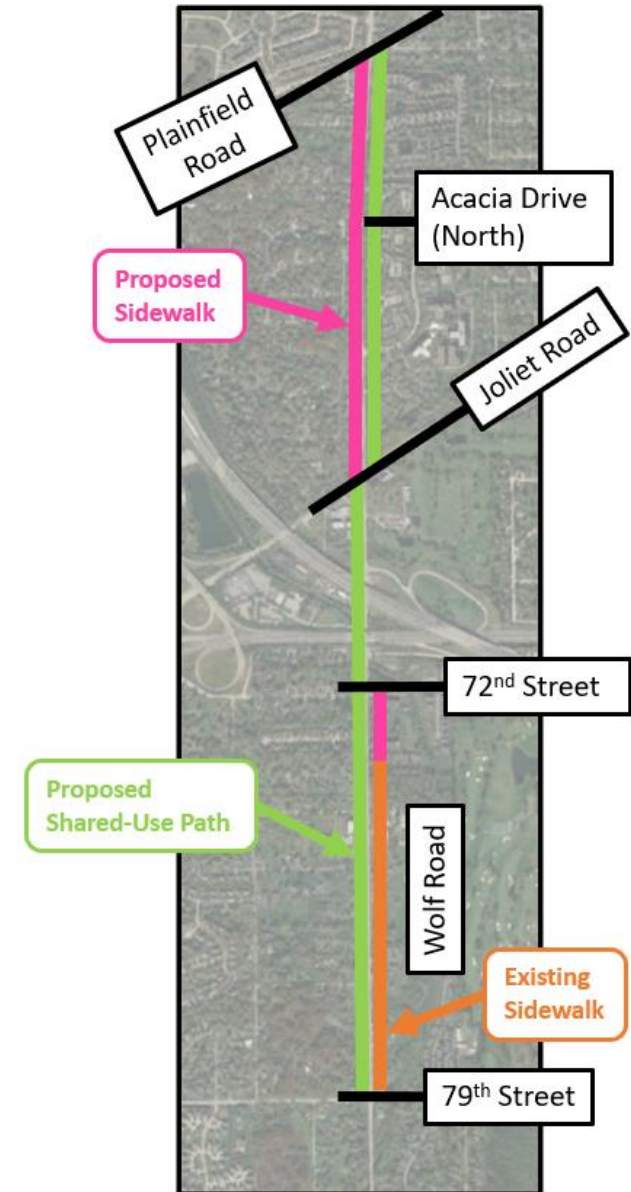 Plainfield
Road
Acacia Drive
(North)
Proposed
Sidewalk
Joliet Road
72nd Street
Proposed
Shared-Use Path
Wolf Road
Existing
Sidewalk
79th Street